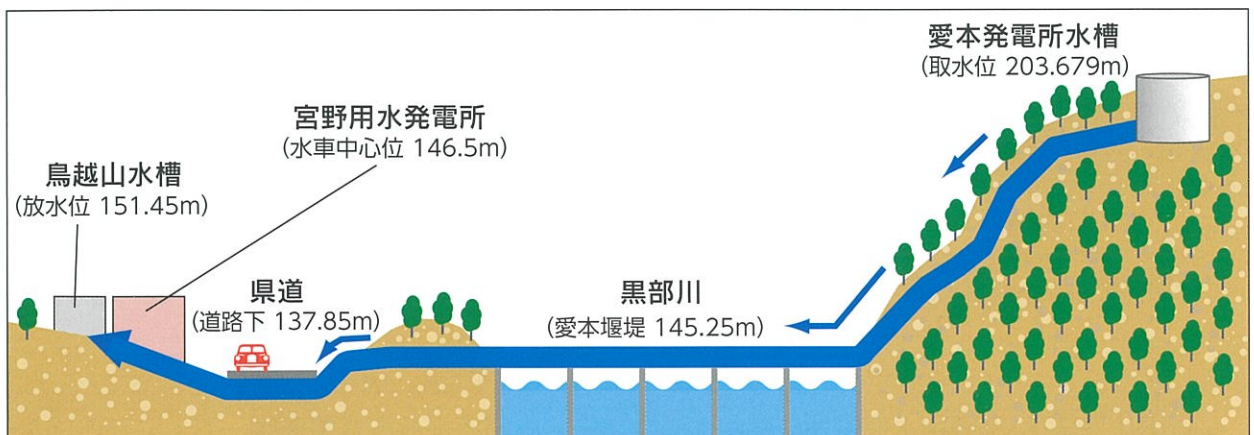 愛本発電所水槽
(取水位 203.679m)
宮野用水発電所
(水車中心位 146.5m)
鳥越山水槽
(放水位 151.45m)
県道
(道路下 137.85m)
黒部川
(愛本堰堤 145.25m)